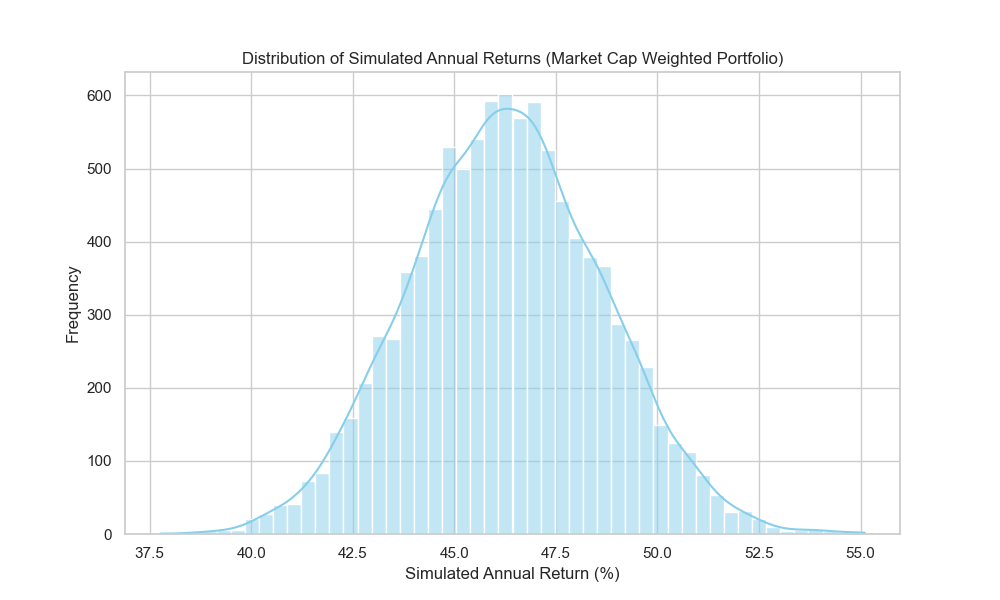 Distribution of Simulated Annual Returns (Market Cap Weighted Portfolio)
600
500
400
300
200
100
0
Frequency
37.5 40.0 42.5 45.0 47.5 50.0 52.5 55.0
Simulated Annual Return (%)